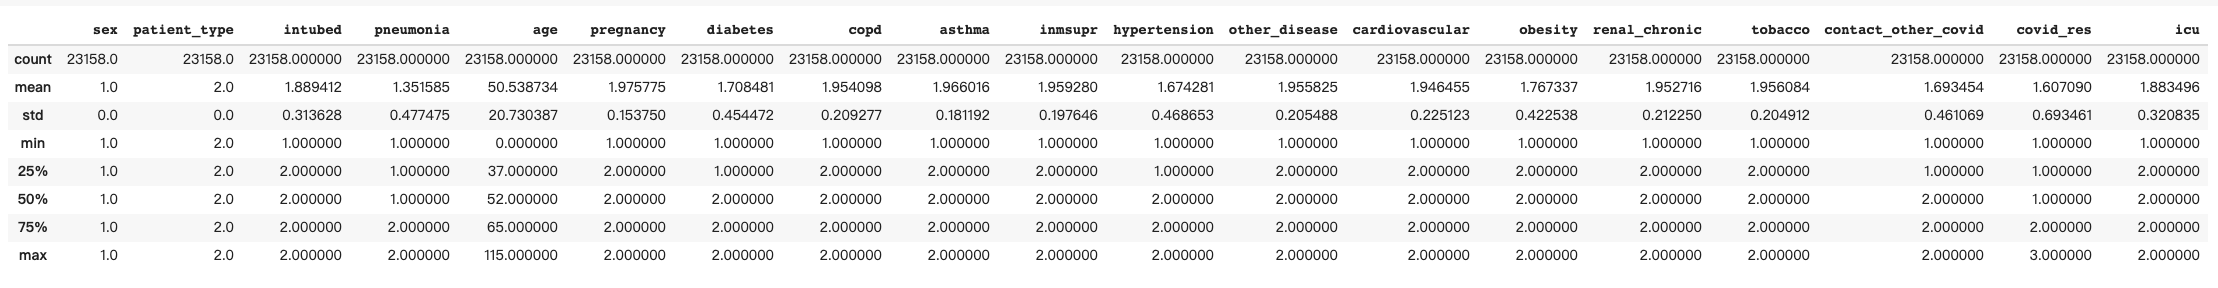 sex patient_type intubed pneumonia age pregnancy diabetes copd asthma inmsupr hypertension other_disease cardiovascular obesity renal_chronic tobacco contact_other_covid covid_res icu
count 23158.0 23158.0 23158.000000 23158.000000 23158.000000 23158.000000 23158.000000 23158.000000 23158.000000 23158.000000 23158.000000 23158.000000 23158.000000 23158.000000 23158.000000 23158.000000 23158.000000 23158.000000 23158.000000
mean 1.0 2.0 1.889412 1.351585 50.538734 1.975775 1.708481 1.954098 1.966016 1.959280 1.674281 1.955825 1.946455 1.767337 1.952716 1.956084 1.693454 1.607090 1.883496
std 0.0 0.0 0.313628 0.477475 20.730387 0.153750 0.454472 0.209277 0.181192 0.197646 0.468653 0.205488 0.225123 0.422538 0.212250 0.204912 0.461069 0.693461 0.320835
min 1.0 2.0 1.000000 1.000000 0.000000 1.000000 1.000000 1.000000 1.000000 1.000000 1.000000 1.000000 1.000000 1.000000 1.000000 1.000000 1.000000 1.000000 1.000000
25% 1.0 2.0 2.000000 1.000000 37.000000 2.000000 1.000000 2.000000 2.000000 2.000000 1.000000 2.000000 2.000000 2.000000 2.000000 2.000000 1.000000 1.000000 2.000000
50% 1.0 2.0 2.000000 1.000000 52.000000 2.000000 2.000000 2.000000 2.000000 2.000000 2.000000 2.000000 2.000000 2.000000 2.000000 2.000000 2.000000 1.000000 2.000000
75% 1.0 2.0 2.000000 2.000000 65.000000 2.000000 2.000000 2.000000 2.000000 2.000000 2.000000 2.000000 2.000000 2.000000 2.000000 2.000000 2.000000 2.000000 2.000000
max 1.0 2.0 2.000000 2.000000 115.000000 2.000000 2.000000 2.000000 2.000000 2.000000 2.000000 2.000000 2.000000 2.000000 2.000000 2.000000 2.000000 3.000000 2.000000